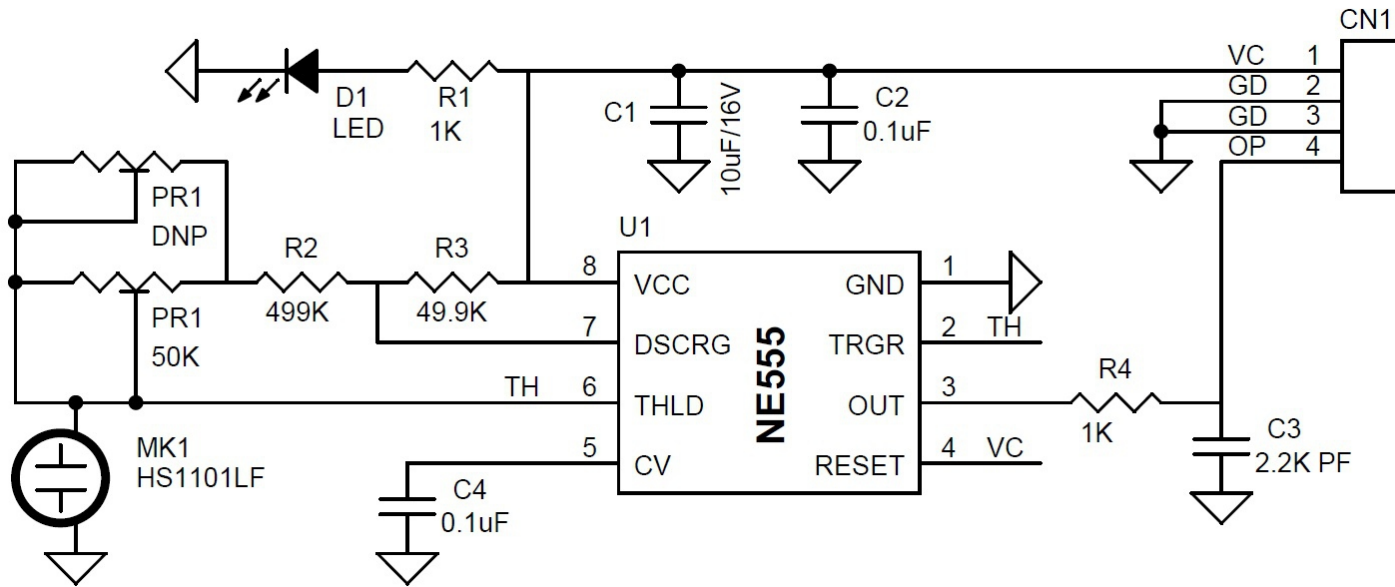 CN1
VC 1
GD 2
GD 3
OP 4
D1
LED
R1
1K
C1
10uF/16V
C2
0.1uF
PR1
DNP
PR1
50K
R2
499K
R3
49.9K
U1
NE555
8 VCC
7 DSCRG
TH 6 THLD
5 CV
GND 1
TRGR 2 TH
OUT 3
RESET 4 VC
R4
1K
C3
2.2K PF
MK1
HS1101LF
C4
0.1uF